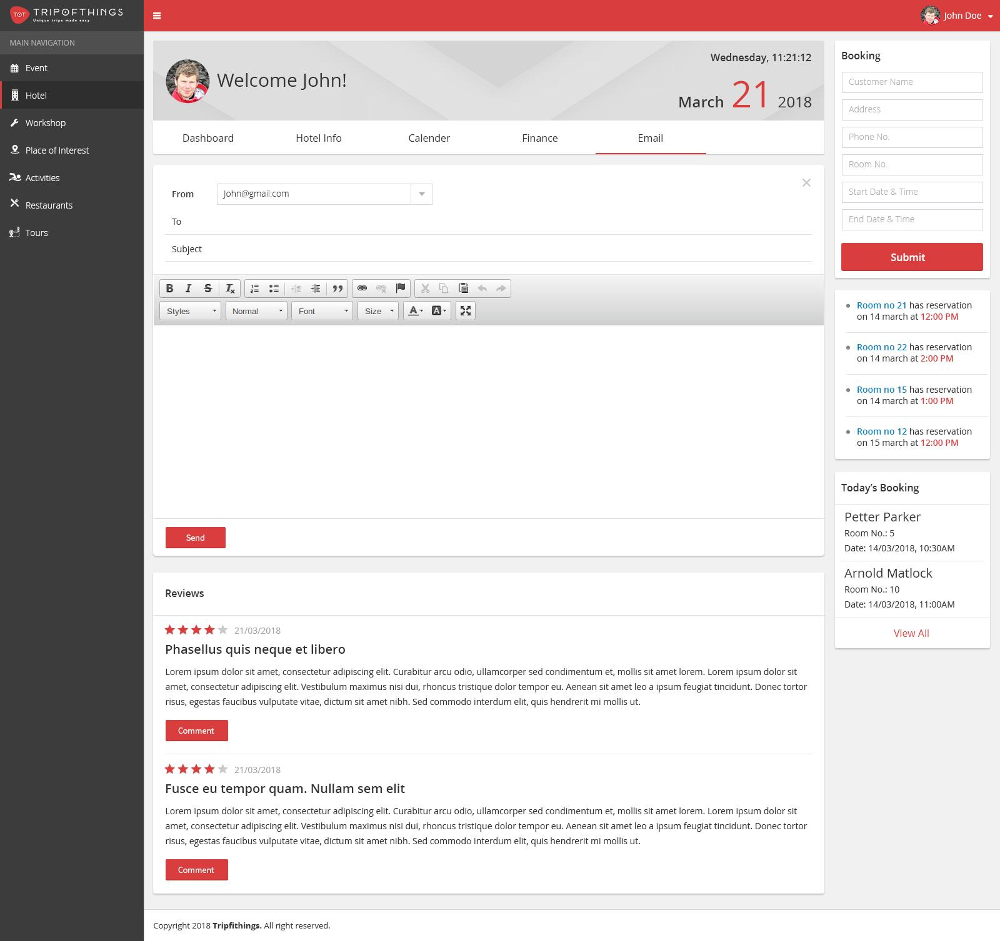 TOT TRIPOFTHINGS
Unique trips made easy
John Doe
MAIN NAVIGATION
Event
Hotel
Workshop
Place of Interest
Activities
Restaurants
Tours
Welcome John!
Wednesday, 11:21:12
March 21 2018
Dashboard Hotel Info Calender Finance Email
From John@gmail.com
To
Subject
B I S Ix
Styles Normal Font Size A A
Send
Reviews
21/03/2018
Phasellus quis neque et libero
Lorem ipsum dolor sit amet, consectetur adipiscing elit. Curabitur arcu odio, ullamcorper sed condimentum et, mollis sit amet lorem. Lorem ipsum dolor sit
amet, consectetur adipiscing elit. Vestibulum maximus nisi dui, rhoncus tristique dolor tempor eu. Aenean sit amet leo a ipsum feugiat tincidunt. Donec tortor
risus, egestas faucibus vulputate vitae, dictum sit amet nibh. Sed commodo interdum elit, quis hendrerit mi mollis ut.
Comment
21/03/2018
Fusce eu tempor quam. Nullam sem elit
Lorem ipsum dolor sit amet, consectetur adipiscing elit. Curabitur arcu odio, ullamcorper sed condimentum et, mollis sit amet lorem. Lorem ipsum dolor sit
amet, consectetur adipiscing elit. Vestibulum maximus nisi dui, rhoncus tristique dolor tempor eu. Aenean sit amet leo a ipsum feugiat tincidunt. Donec tortor
risus, egestas faucibus vulputate vitae, dictum sit amet nibh. Sed commodo interdum elit, quis hendrerit mi mollis ut.
Comment
Booking
Customer Name
Address
Phone No.
Room No.
Start Date & Time
End Date & Time
Submit
Room no 21 has reservation
on 14 march at 12:00 PM
Room no 22 has reservation
on 14 march at 2:00 PM
Room no 15 has reservation
on 14 march at 1:00 PM
Room no 12 has reservation
on 15 march at 12:00 PM
Today’s Booking
Petter Parker
Room No.: 5
Date: 14/03/2018, 10:30AM
Arnold Matlock
Room No.: 10
Date: 14/03/2018, 11:00AM
View All
Copyright 2018 Tripfithings. All right reserved.